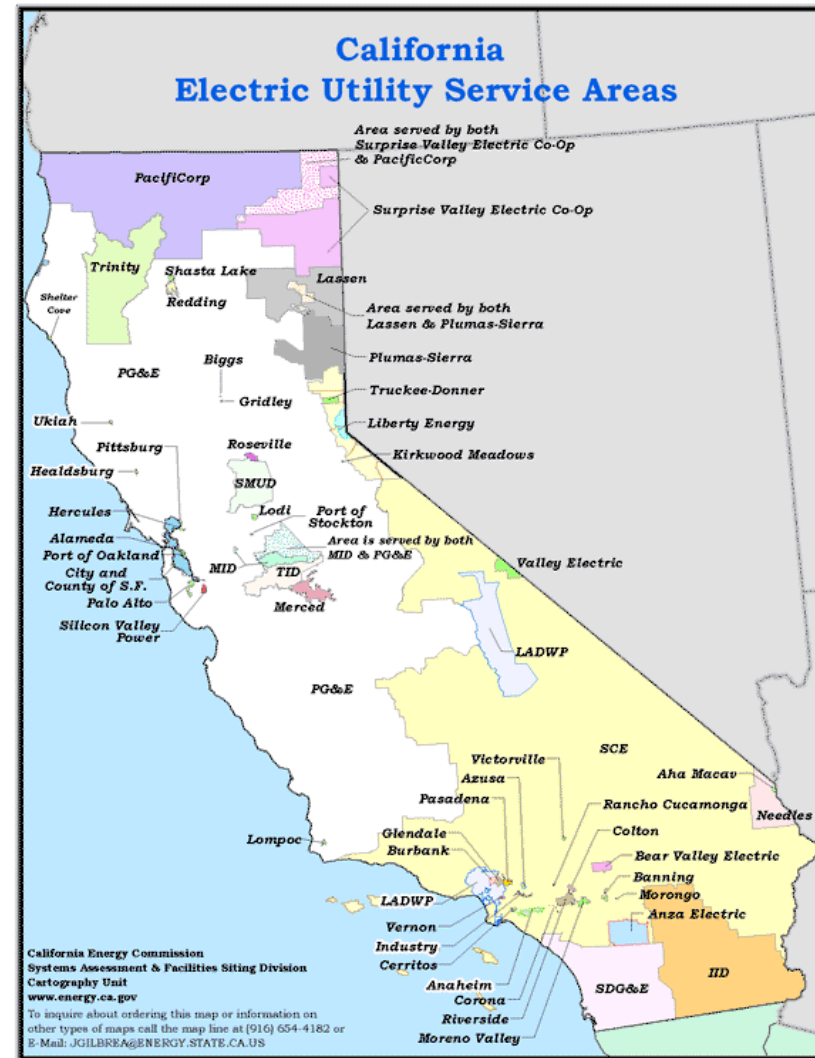 California
Electric Utility Service Areas
Area served by both
Surprise Valley Electric Co-Op
& PacificCorp
PacifiCorp
Surprise Valley Electric Co-Op
Trinity
Shasta Lake
Redding
Lassen
Shelter
Cove
Area served by both
Lassen & Plumas-Sierra
Plumas-Sierra
PG&E
Biggs
Gridley
Truckee-Donner
Liberty Energy
Ukiah
Pittsburg
Roseville
Kirkwood Meadows
Healdsburg
SMUD
Hercules
Lodi
Port of
Stockton
Alameda
Port of Oakland
Area is served by both
MID & PG&E
MID
TID
Valley Electric
City and
County of S.F.
Palo Alto
Merced
Silicon Valley
Power
LADWP
PG&E
SCE
Victorville
Azusa
Pasadena
Aha Macav
Rancho Cucamonga
Needles
Colton
Lompoc
Glendale
Burbank
Bear Valley Electric
Banning
Morongo
LADWP
Anza Electric
Vernon
Industry
Cerritos
Anaheim
Corona
Riverside
Moreno Valley
SDG&E
IID
California Energy Commission
Systems Assessment & Facilities Siting Division
Cartography Unit
www.energy.ca.gov
To inquire about ordering this map or information on
other types of maps call the map line at (916) 654-4182 or
E-Mail: JGILBREA@ENERGY.STATE.CA.US